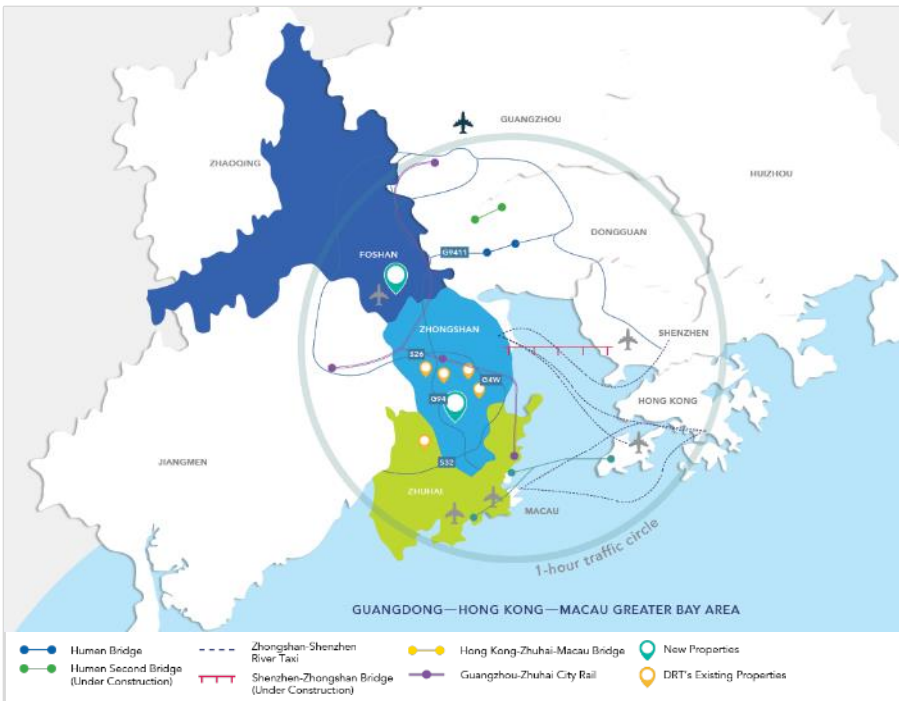 GUANGZHOU
ZHAOQING
HUIZHOU
DONGGUAN
G9411
FOSHAN
SHENZHEN
ZHONGSHAN
S26
G4W
HONG KONG
G94
JIANGMEN
S32
ZHUHAI
MACAU
1-hour traffic circle
GUANGDONG—HONG KONG—MACAU GREATER BAY AREA
Humen Bridge
Humen Second Bridge
(Under Construction)
Zhongshan-Shenzhen
River Taxi
Shenzhen-Zhongshan Bridge
(Under Construction)
Hong Kong-Zhuhai-Macau Bridge
Guangzhou-Zhuhai City Rail
New Properties
DRT's Existing Properties